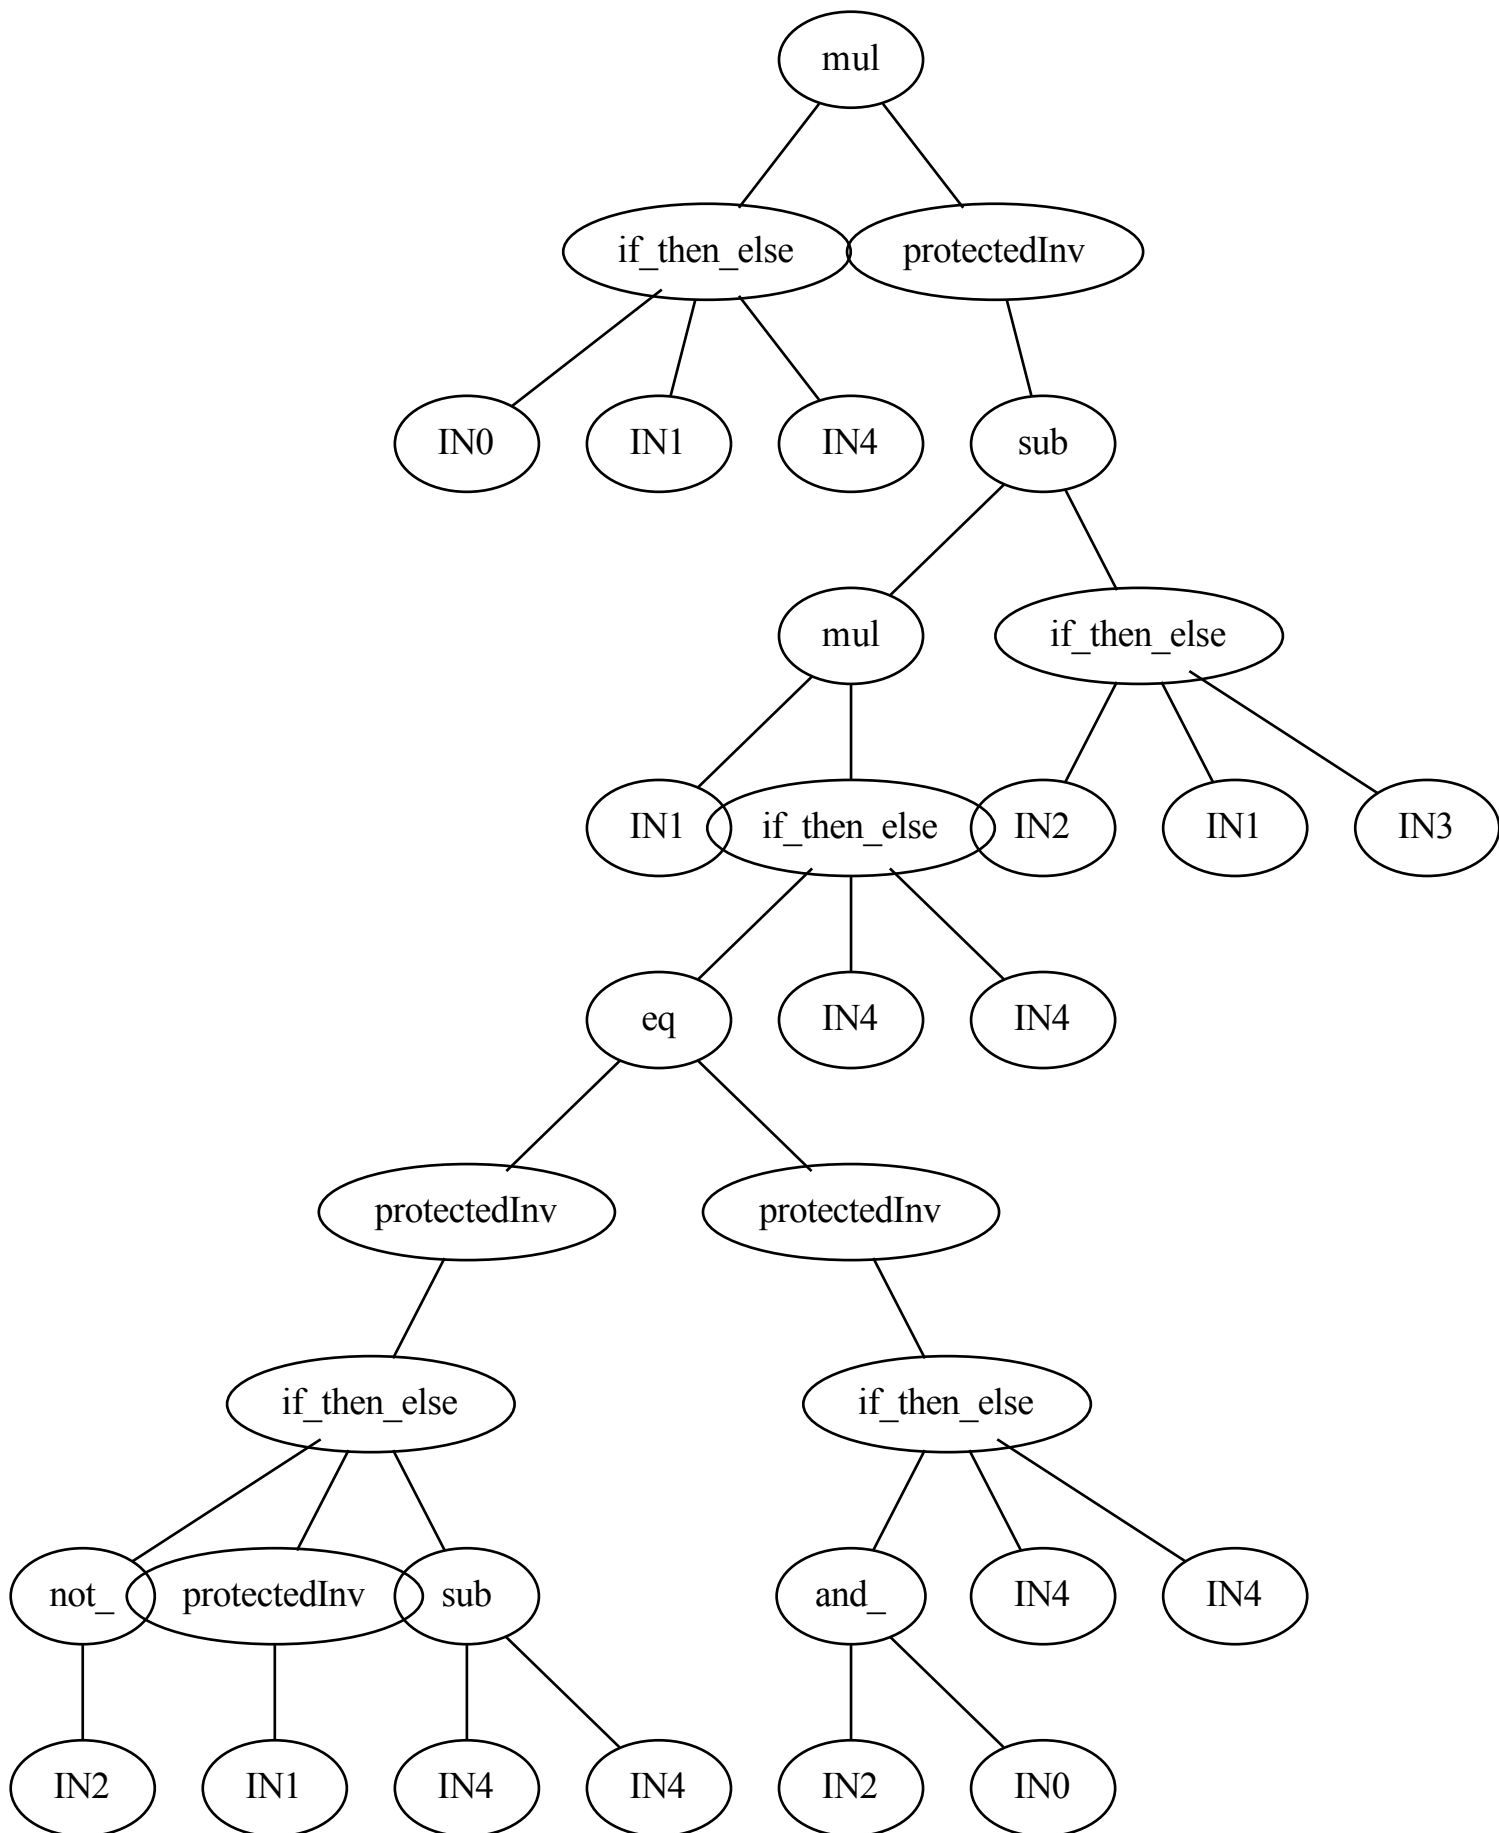 mul
if_then_else protectedInv
IN0 IN1 IN4 sub
mul if_then_else
IN1 if_then_else IN2 IN1 IN3
eq IN4 IN4
protectedInv protectedInv
if_then_else if_then_else
not_ protectedInv sub and_ IN4 IN4
IN2 IN1 IN4 IN4 IN2 IN0